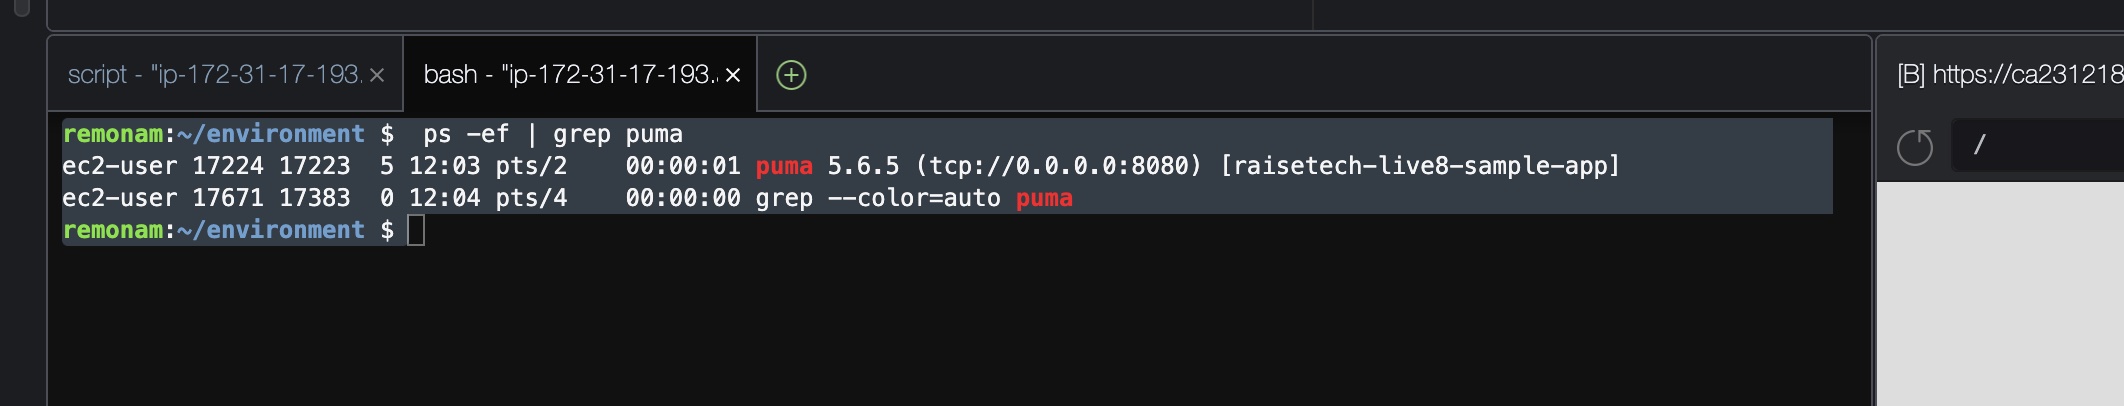 script - "ip-172-31-17-193. ×
bash - "ip-172-31-17-193. ×
[B] https://ca231218
/
remonam:~/environment $  ps -ef | grep puma
ec2-user 17224 17223  5 12:03 pts/2    00:00:01 puma 5.6.5 (tcp://0.0.0.0:8080) [raisetech-live8-sample-app]
ec2-user 17671 17383  0 12:04 pts/4    00:00:00 grep --color=auto puma
remonam:~/environment $